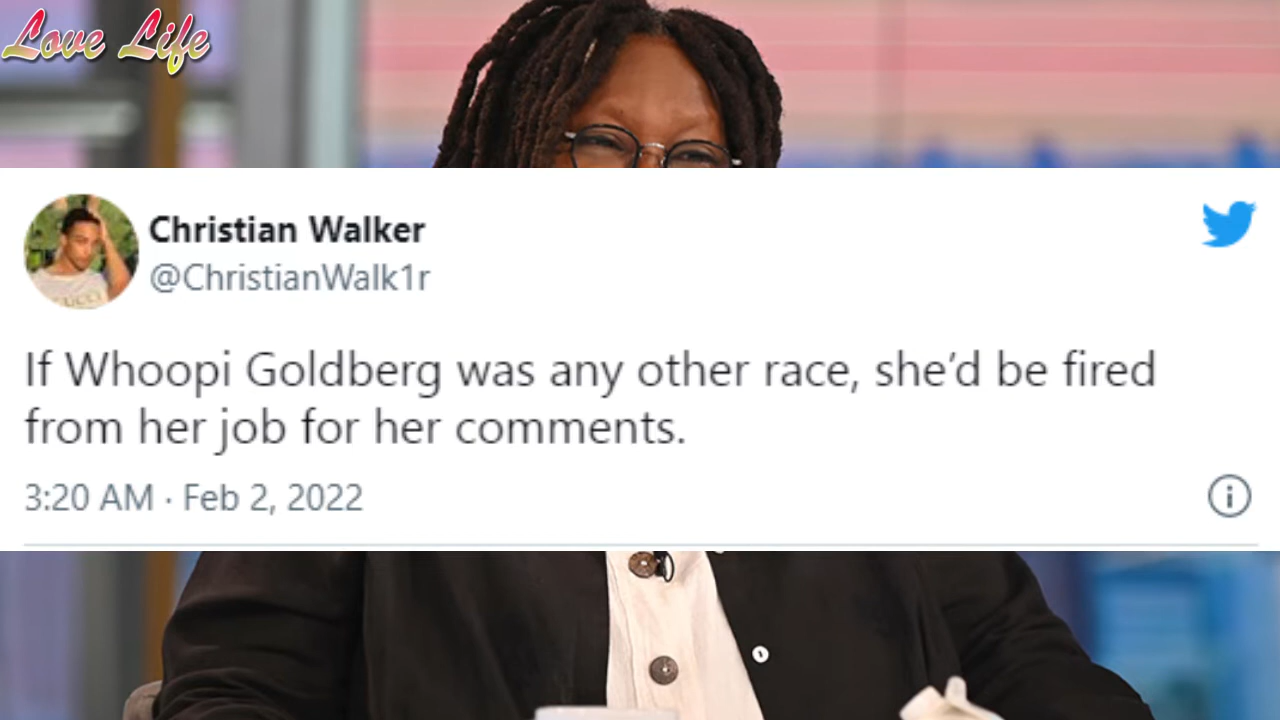 Love Life
Christian Walker
@ChristianWalk1r
If Whoopi Goldberg was any other race, she’d be fired
from her job for her comments.
3:20 AM · Feb 2, 2022